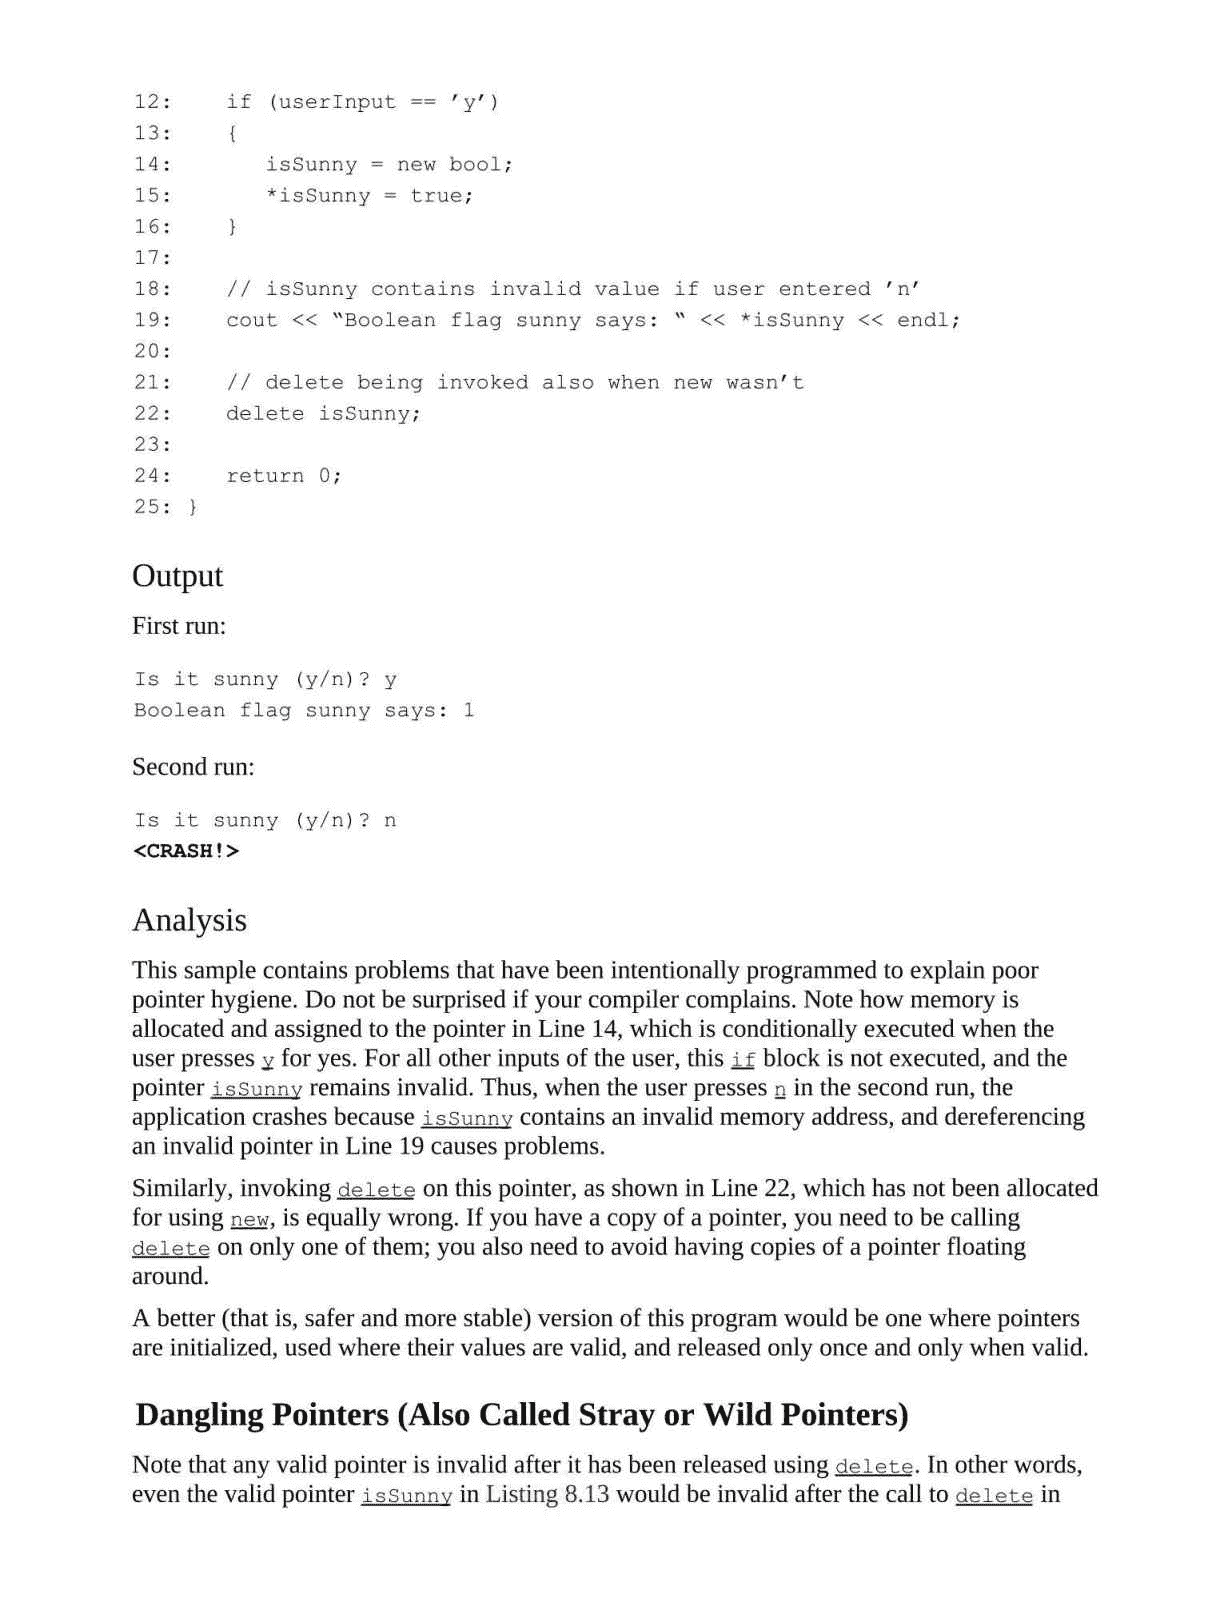 12:    if (userInput == ’y’)
13:    {
14:       isSunny = new bool;
15:       *isSunny = true;
16:    }
17:
18:    // isSunny contains invalid value if user entered ’n’
19:    cout << “Boolean flag sunny says: “ << *isSunny << endl;
20:
21:    // delete being invoked also when new wasn’t
22:    delete isSunny;
23:
24:    return 0;
25: }
Output
First run:
Is it sunny (y/n)? y
Boolean flag sunny says: 1
Second run:
Is it sunny (y/n)? n
<CRASH!>
Analysis
This sample contains problems that have been intentionally programmed to explain poor
pointer hygiene. Do not be surprised if your compiler complains. Note how memory is
allocated and assigned to the pointer in Line 14, which is conditionally executed when the
user presses y for yes. For all other inputs of the user, this if block is not executed, and the
pointer isSunny remains invalid. Thus, when the user presses n in the second run, the
application crashes because isSunny contains an invalid memory address, and dereferencing
an invalid pointer in Line 19 causes problems.
Similarly, invoking delete on this pointer, as shown in Line 22, which has not been allocated
for using new, is equally wrong. If you have a copy of a pointer, you need to be calling
delete on only one of them; you also need to avoid having copies of a pointer floating
around.
A better (that is, safer and more stable) version of this program would be one where pointers
are initialized, used where their values are valid, and released only once and only when valid.
Dangling Pointers (Also Called Stray or Wild Pointers)
Note that any valid pointer is invalid after it has been released using delete. In other words,
even the valid pointer isSunny in Listing 8.13 would be invalid after the call to delete in